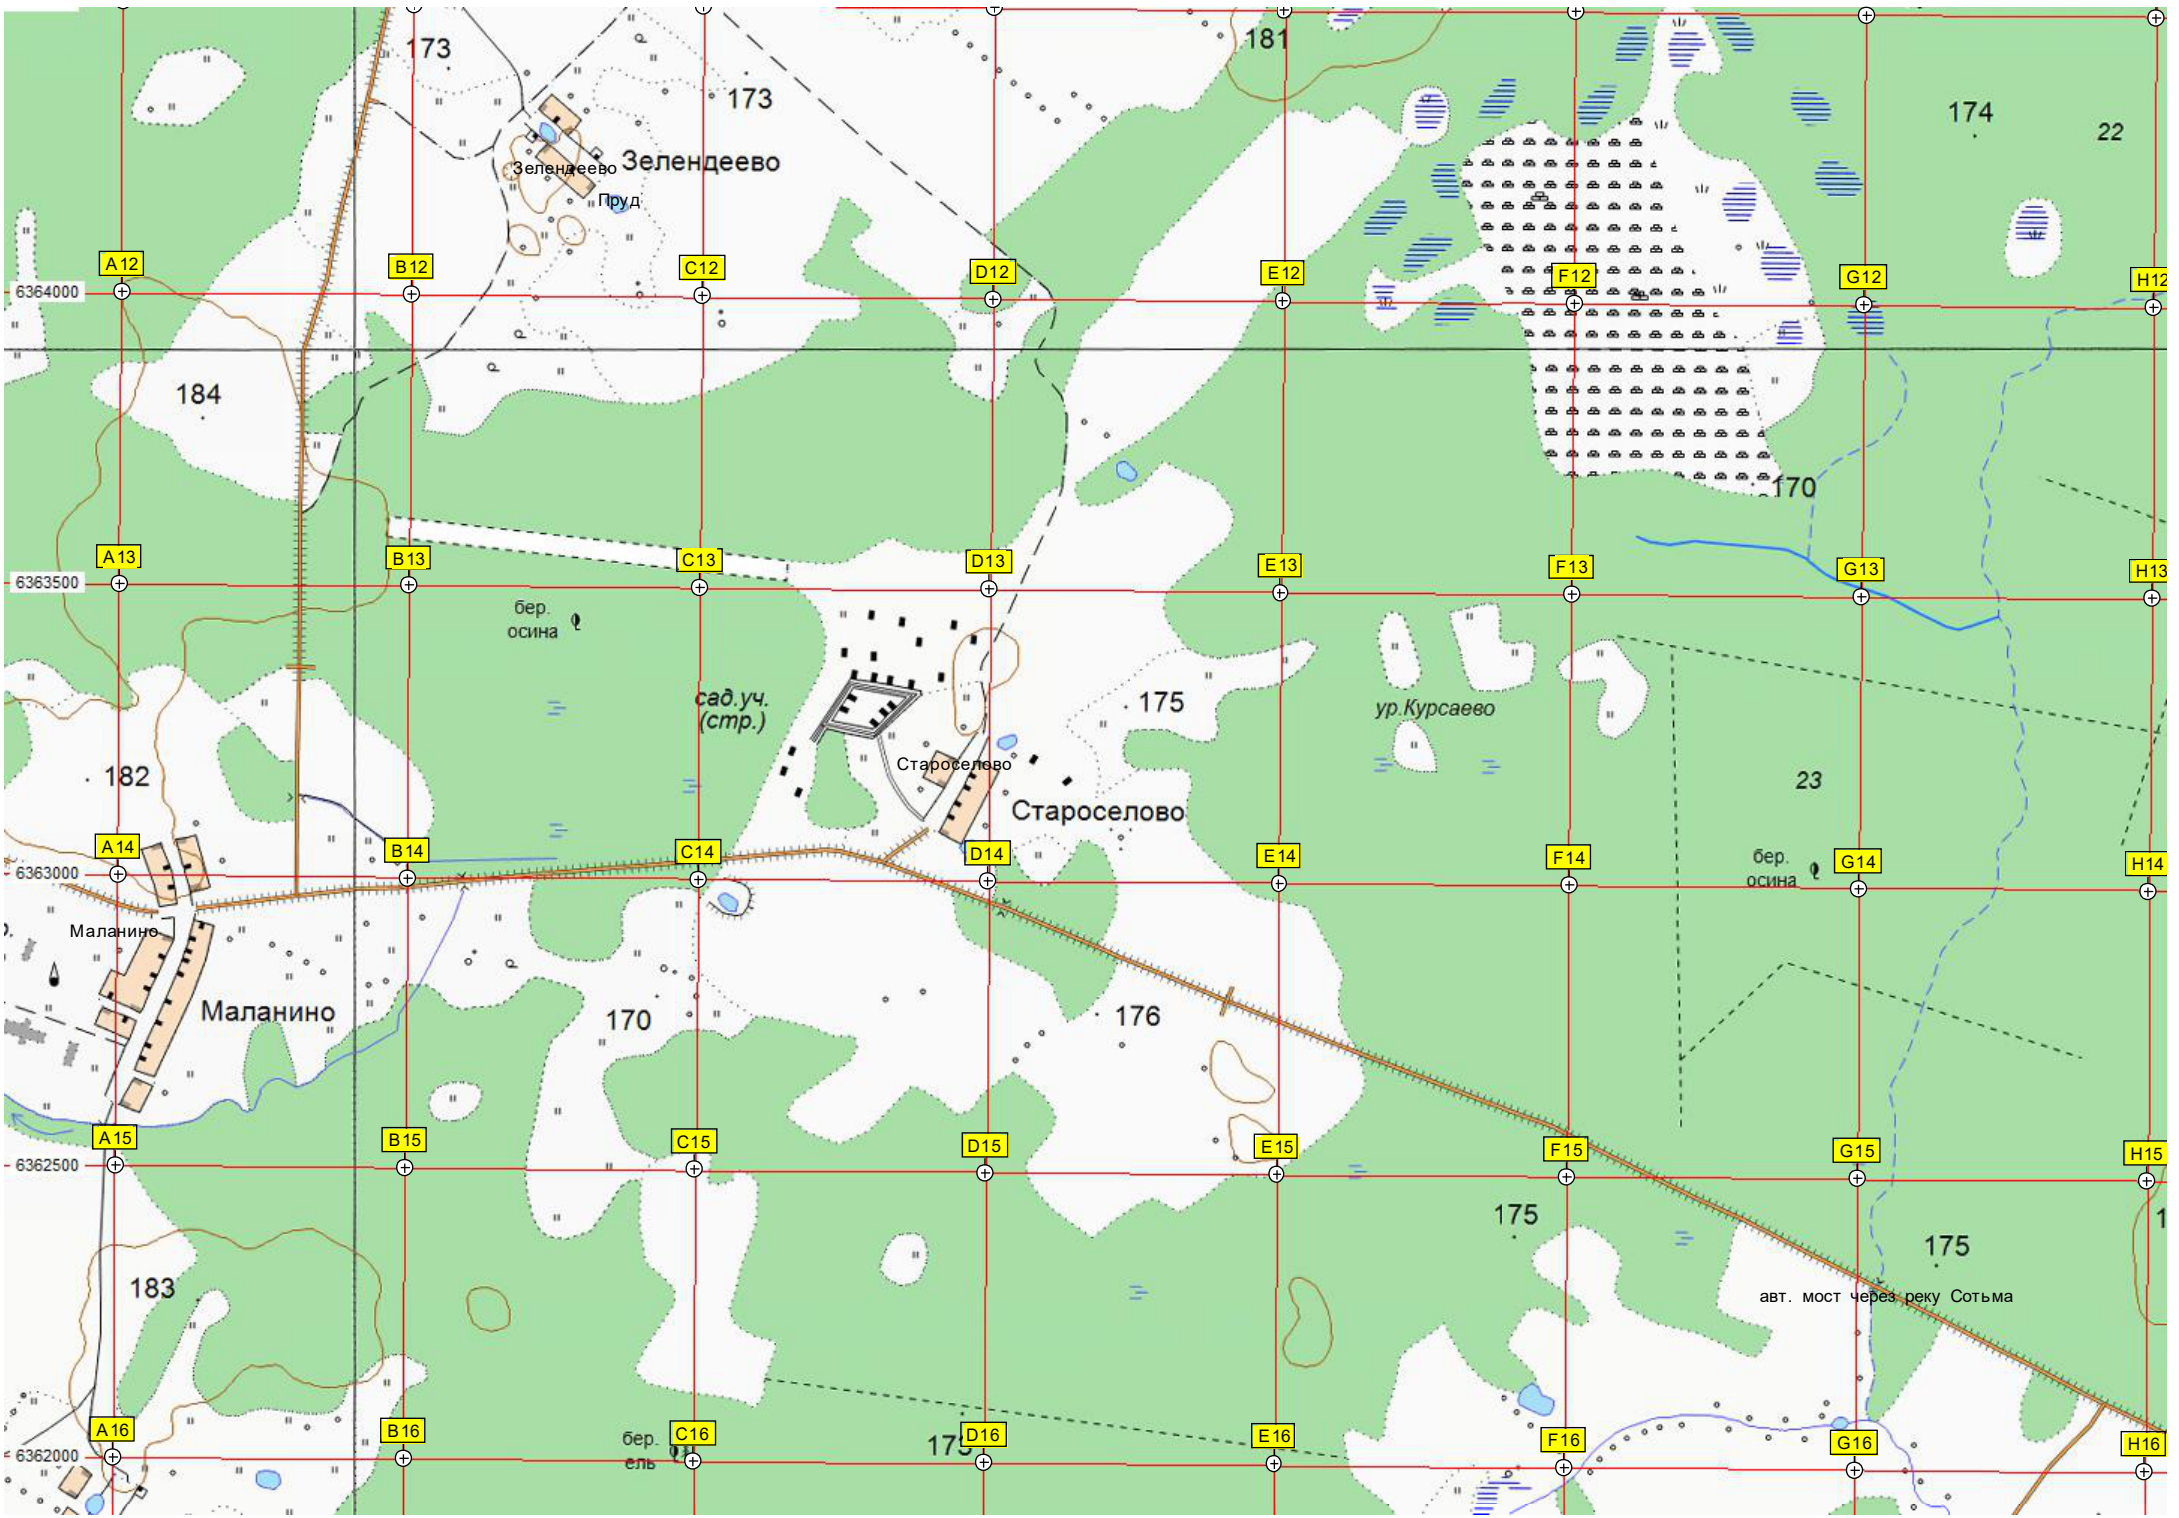 173
181
173
174
22
Зелендеево
Зелендеево
Пруд
A12
B12
C12
D12
E12
F12
G12
H12
6364000
184
170
A13
B13
C13
D13
E13
F13
G13
H13
6363500
бер.
осина
сад.уч.
(стр.)
175
ур.Курсаево
182
Староселово
23
Староселово
A14
B14
C14
D14
E14
F14
G14
H14
6363000
бер.
осина
Маланино
Маланино
170
176
A15
B15
C15
D15
E15
F15
G15
H15
6362500
175
175
183
авт. мост через реку Сотьма
A16
B16
C16
D16
E16
F16
G16
H16
6362000
бер.
ель